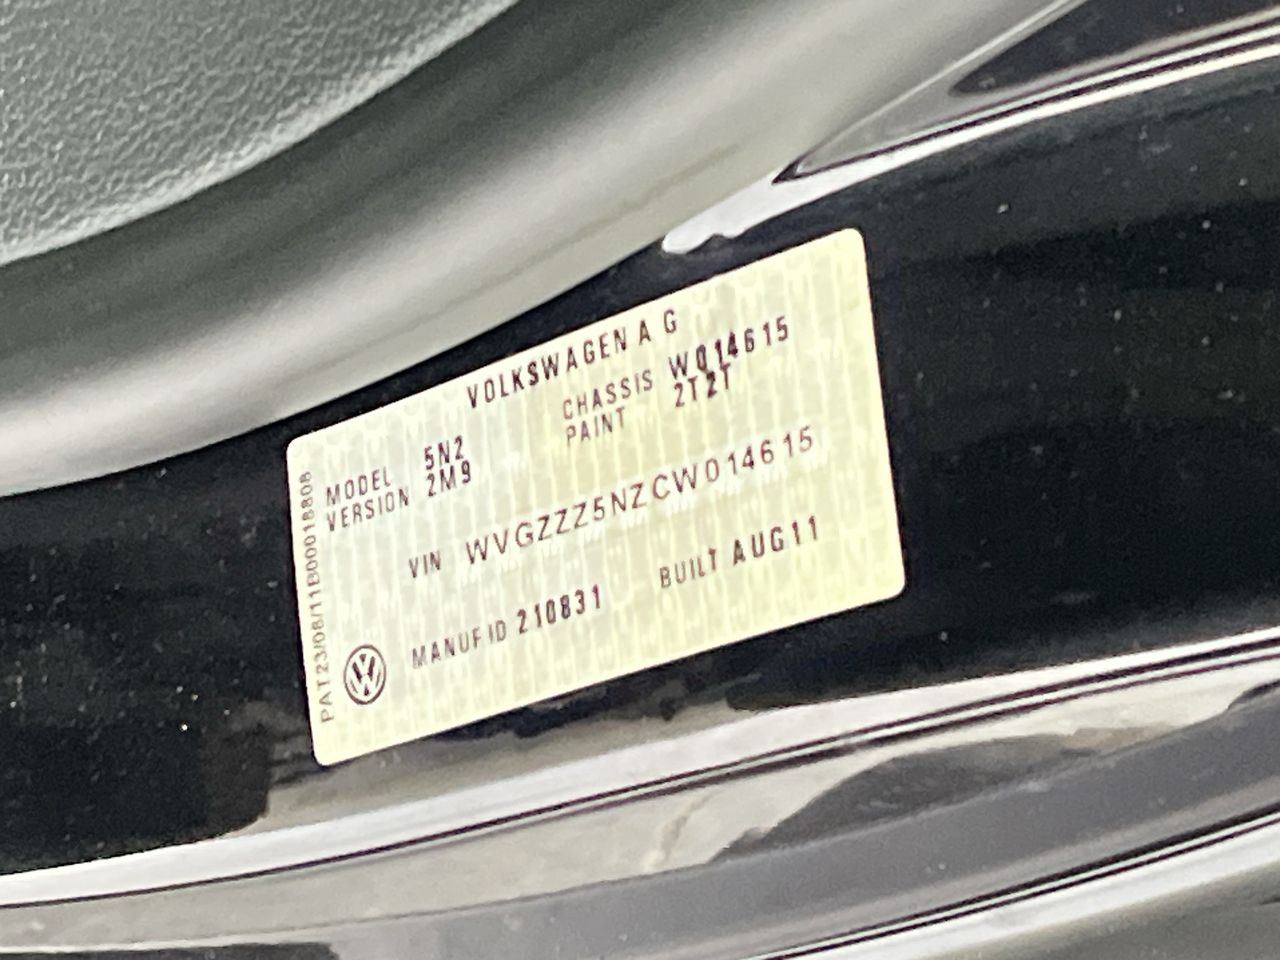 VOLKSWAGEN A G
MODEL 5N2 CHASSIS W014615
VERSION 2M9 PAINT 2T2T
VIN WVGZZZ5NZCW014615
MANUF ID 210831 BUILT AUG11
PAT23/08/11B00018808